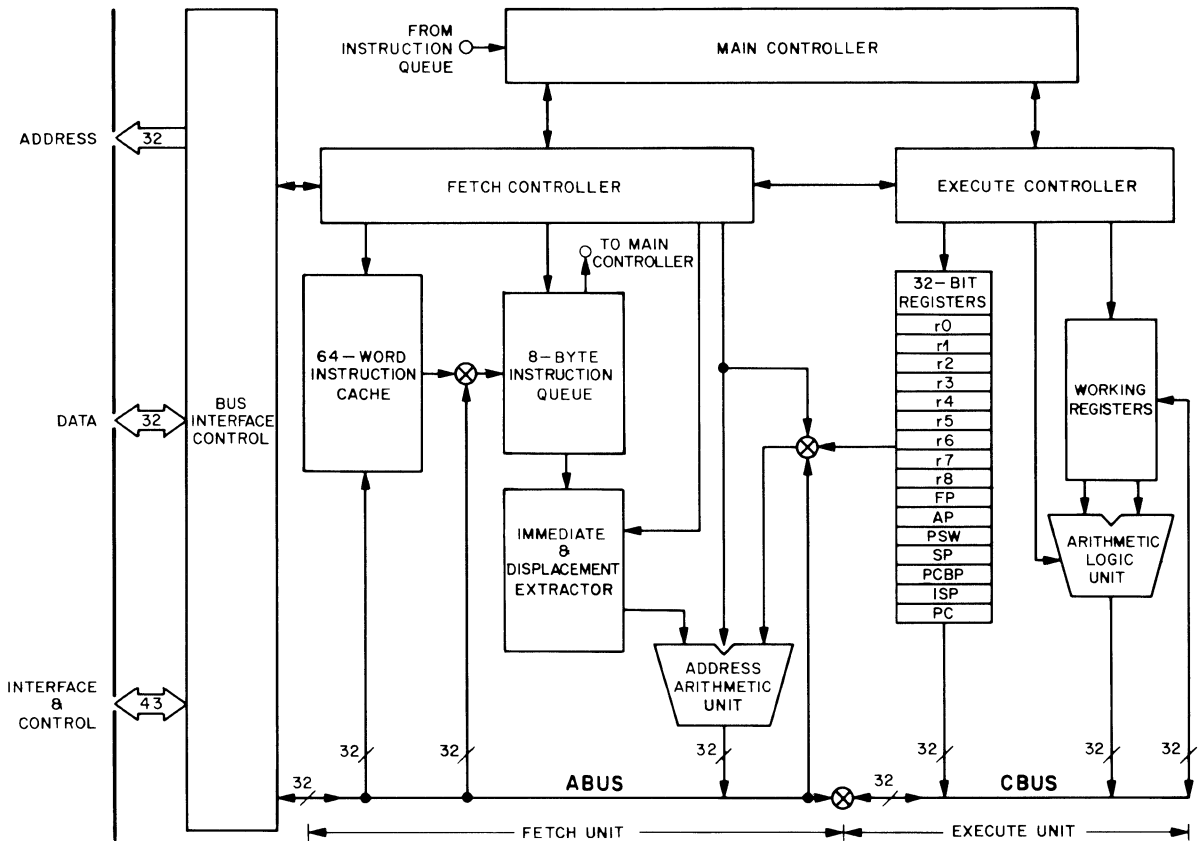 FROM
INSTRUCTION
QUEUE
MAIN CONTROLLER
ADDRESS
32
FETCH CONTROLLER
EXECUTE CONTROLLER
TO MAIN
CONTROLLER
64-WORD
INSTRUCTION
CACHE
8-BYTE
INSTRUCTION
QUEUE
32-BIT
REGISTERS
r0
r1
r2
r3
r4
r5
r6
r7
r8
FP
AP
PSW
SP
PCBP
ISP
PC
WORKING
REGISTERS
DATA
32
BUS
INTERFACE
CONTROL
IMMEDIATE
&
DISPLACEMENT
EXTRACTOR
ARITHMETIC
LOGIC
UNIT
ADDRESS
ARITHMETIC
UNIT
INTERFACE
&
CONTROL
43
32
32
32
32
32
32
32
32
32
ABUS
CBUS
FETCH UNIT
EXECUTE UNIT